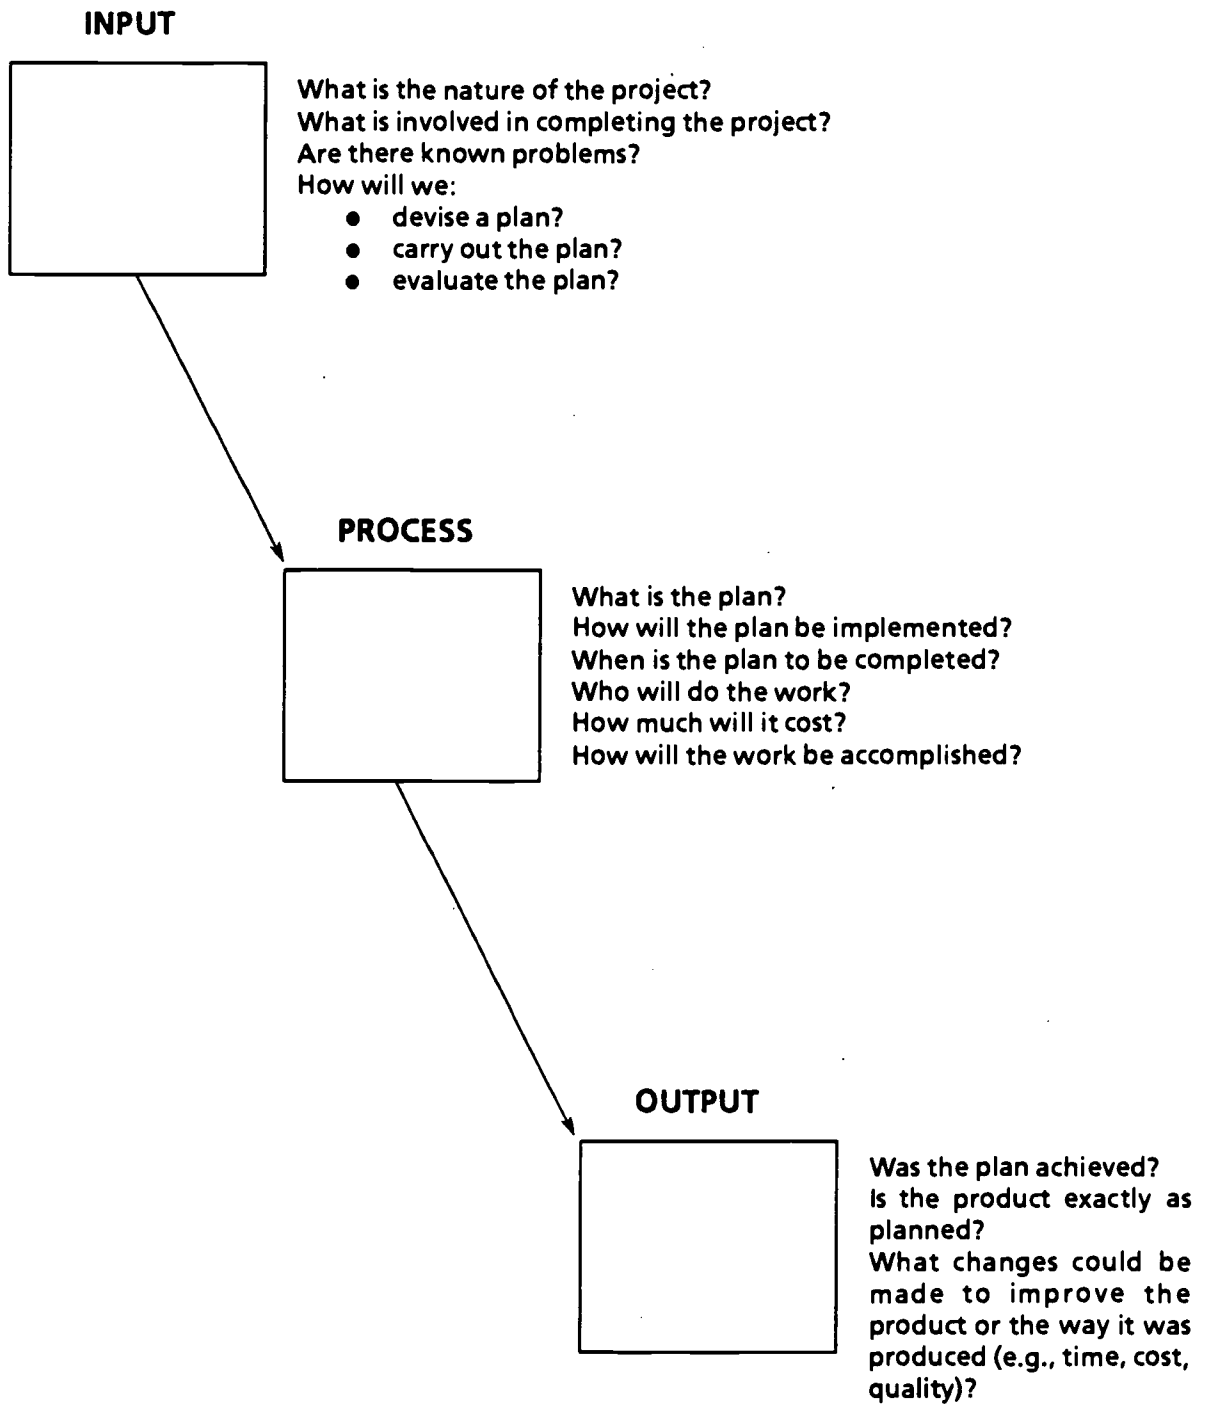 INPUT
What is the nature of the project?
What is involved in completing the project?
Are there known problems?
How will we:
● devise a plan?
● carry out the plan?
● evaluate the plan?
PROCESS
What is the plan?
How will the plan be implemented?
When is the plan to be completed?
Who will do the work?
How much will it cost?
How will the work be accomplished?
OUTPUT
Was the plan achieved?
Is the product exactly as
planned?
What changes could be
made to improve the
product or the way it was
produced (e.g., time, cost,
quality)?